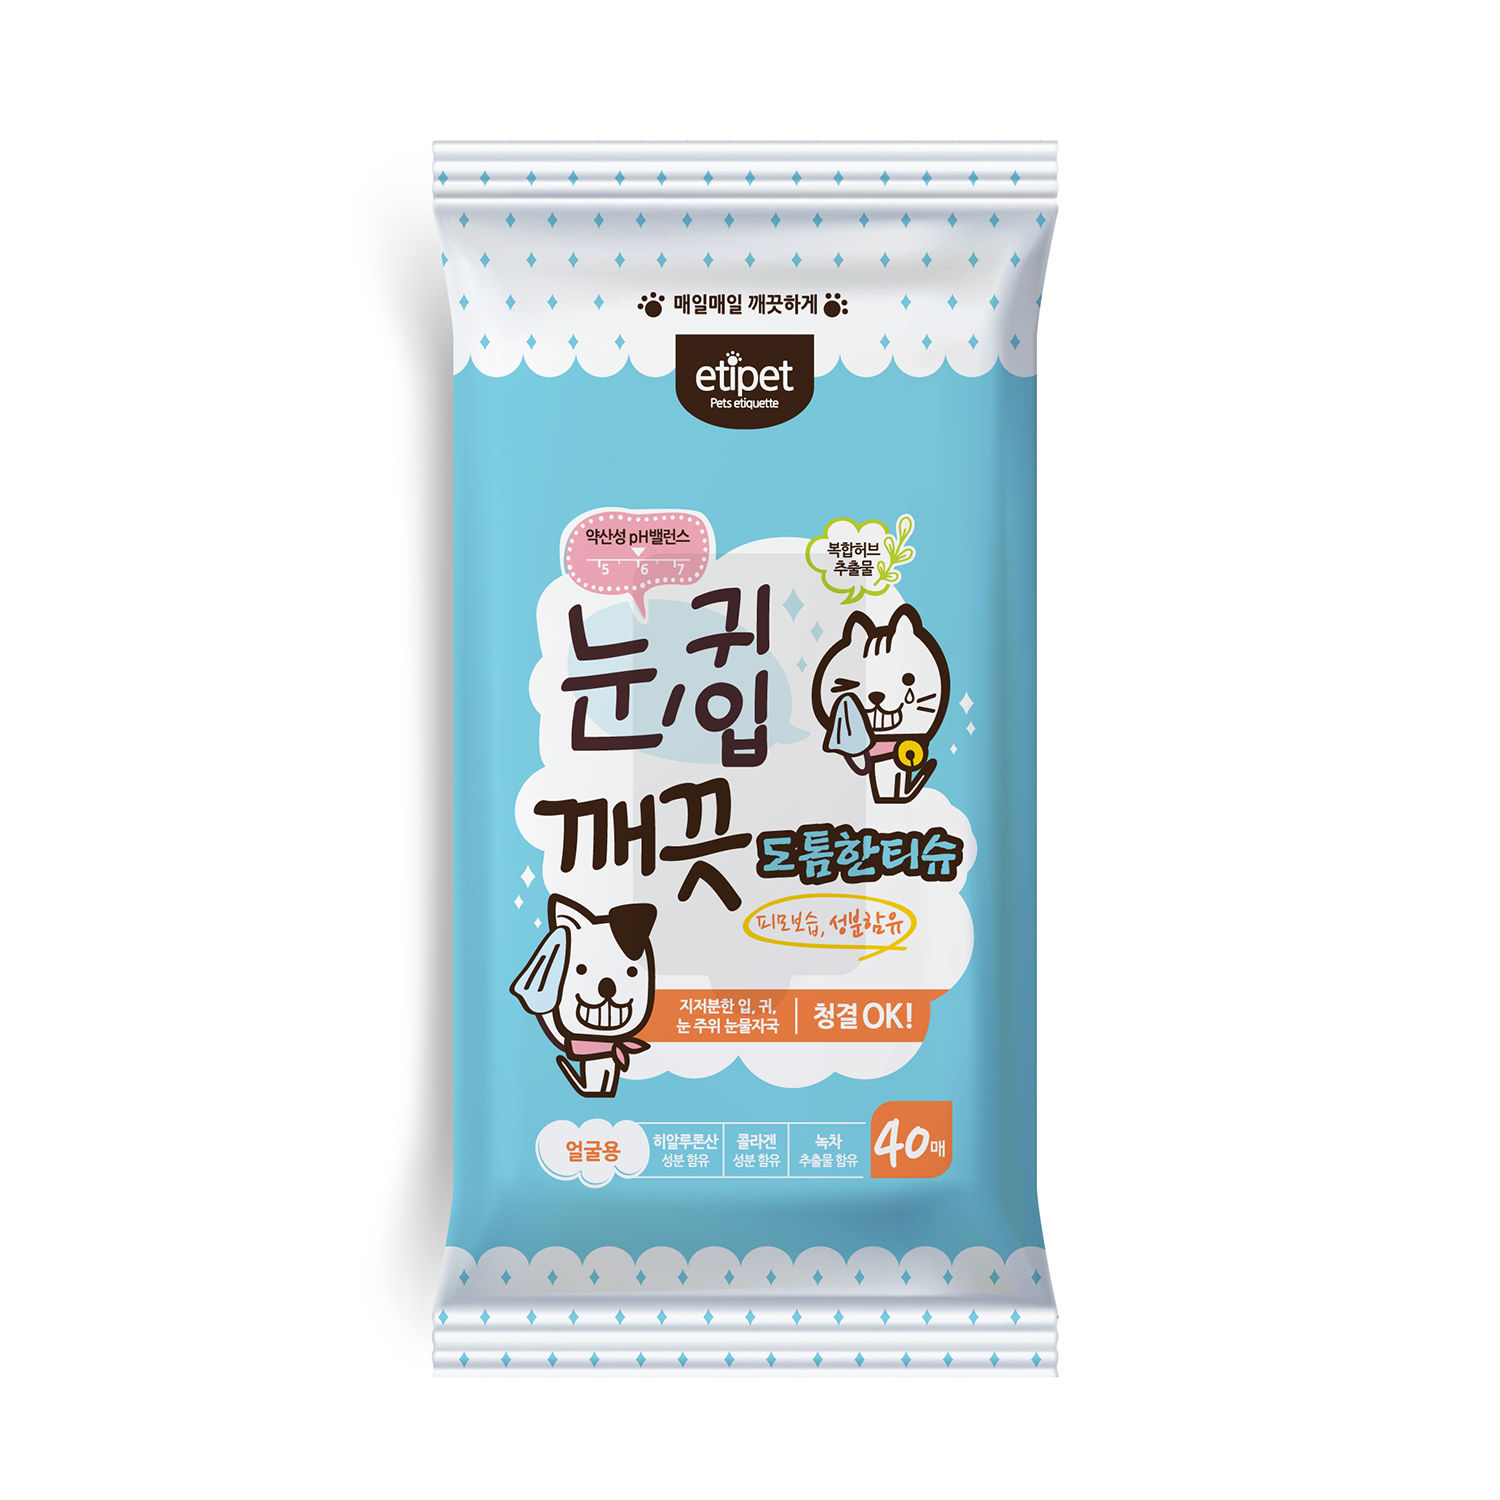 매일매일 깨끗하게
etipet
Pets etiquette
약산성 pH밸런스
5 6 7
복합허브
추출물
눈/귀
입
깨끗
도톰한티슈
피모보습, 성분함유
지저분한 입, 귀,
눈 주위 눈물자국
청결 OK!
얼굴용
히알루론산
성분 함유
콜라겐
성분 함유
녹차
추출물 함유
40매